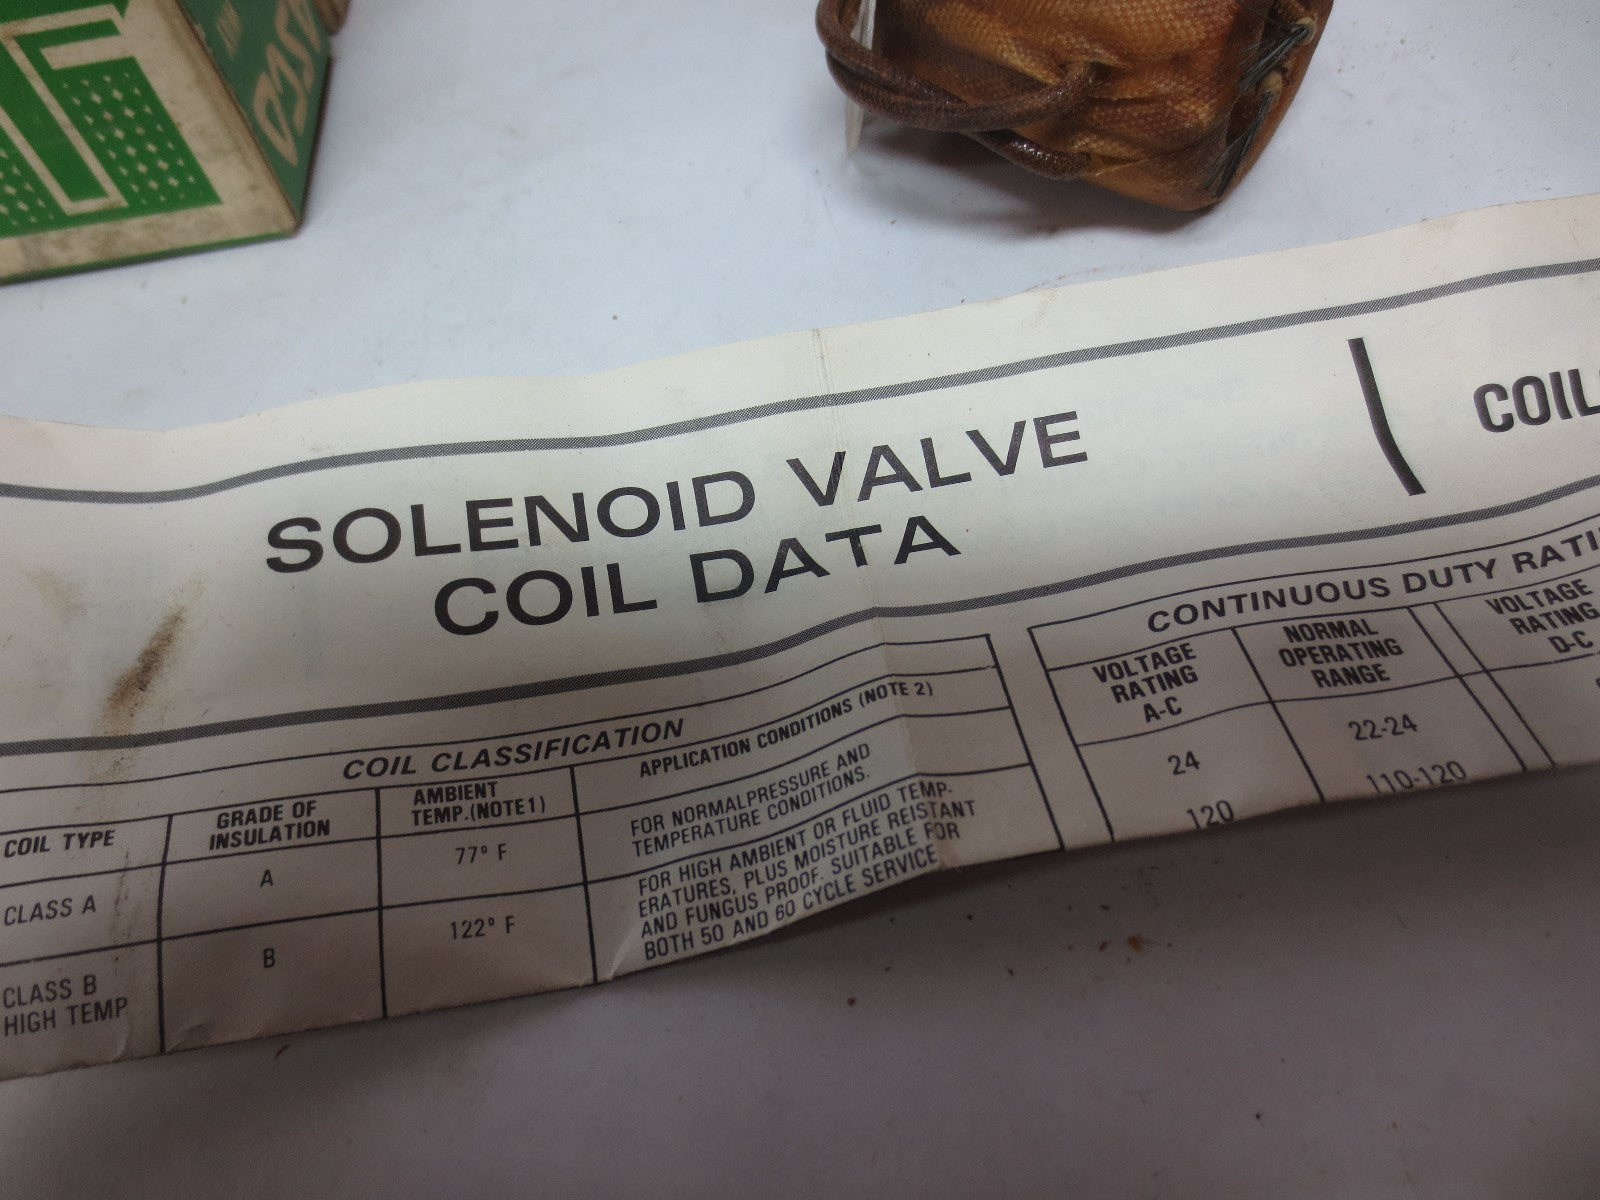 SOLENOID VALVE
COIL DATA
COIL
COIL CLASSIFICATION
COIL TYPE
GRADE OF
INSULATION
AMBIENT
TEMP.(NOTE 1)
APPLICATION CONDITIONS (NOTE 2)
CLASS A
A
77° F
FOR NORMALPRESSURE AND
TEMPERATURE CONDITIONS.
CLASS B
HIGH TEMP
B
122° F
FOR HIGH AMBIENT OR FLUID TEMP-
ERATURES, PLUS MOISTURE REISTANT
AND FUNGUS PROOF. SUITABLE FOR
BOTH 50 AND 60 CYCLE SERVICE
CONTINUOUS DUTY RATI
VOLTAGE
RATING
A-C
NORMAL
OPERATING
RANGE
VOLTAGE
RATING
D-C
24
22-24
120
110-120